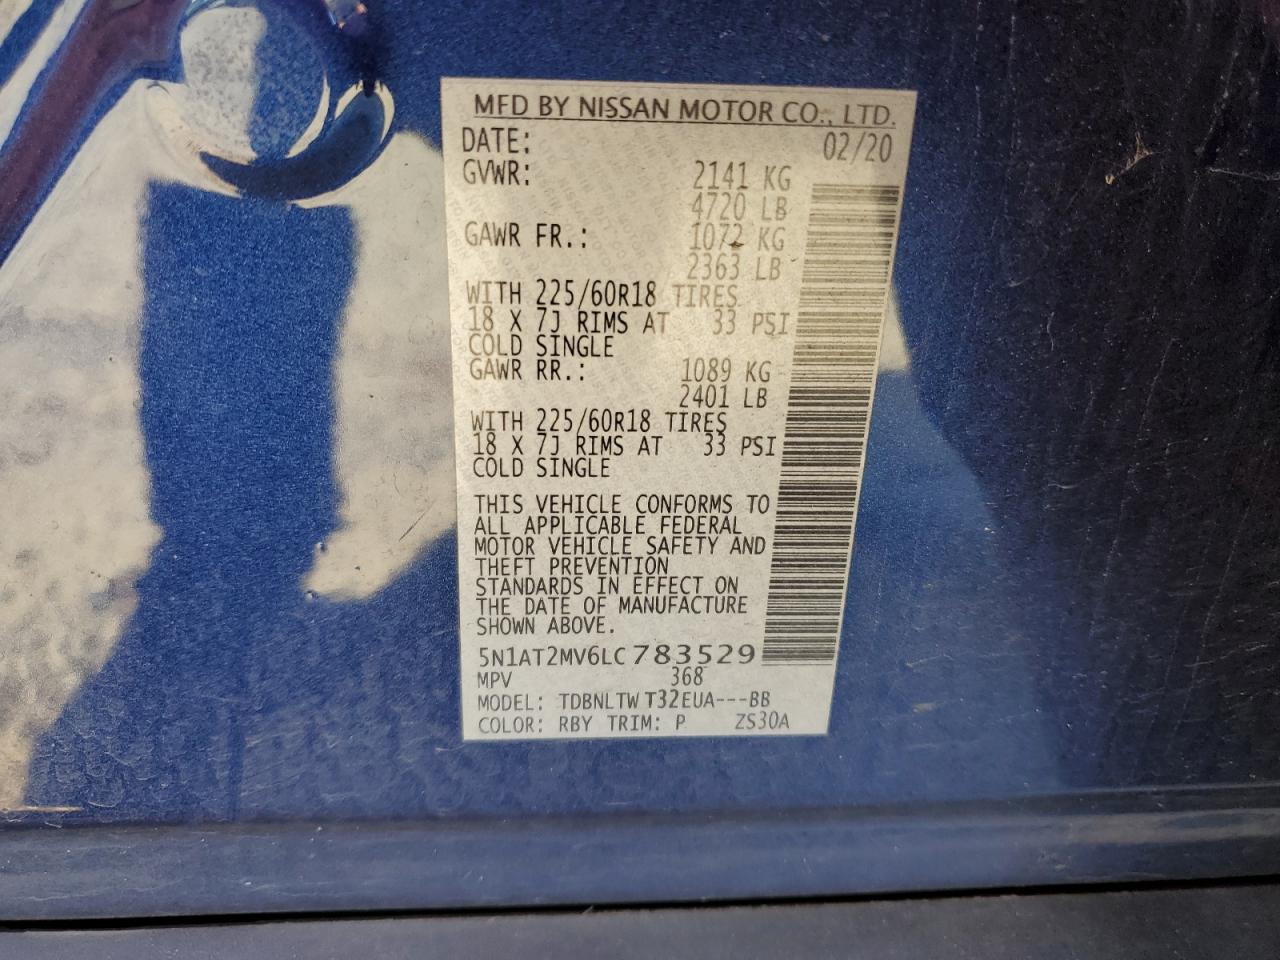 MFD BY NISSAN MOTOR CO., LTD.
DATE: 02/20
GVWR: 2141 KG
4720 LB
GAWR FR.: 1072 KG
2363 LB
WITH 225/60R18 TIRES
18 X 7J RIMS AT 33 PSI
COLD SINGLE
GAWR RR.: 1089 KG
2401 LB
WITH 225/60R18 TIRES
18 X 7J RIMS AT 33 PSI
COLD SINGLE
THIS VEHICLE CONFORMS TO
ALL APPLICABLE FEDERAL
MOTOR VEHICLE SAFETY AND
THEFT PREVENTION
STANDARDS IN EFFECT ON
THE DATE OF MANUFACTURE
SHOWN ABOVE.
5N1AT2MV6LC783529
MPV 368
MODEL: TDBNLTW T32EUA---BB
COLOR: RBY TRIM: P ZS30A